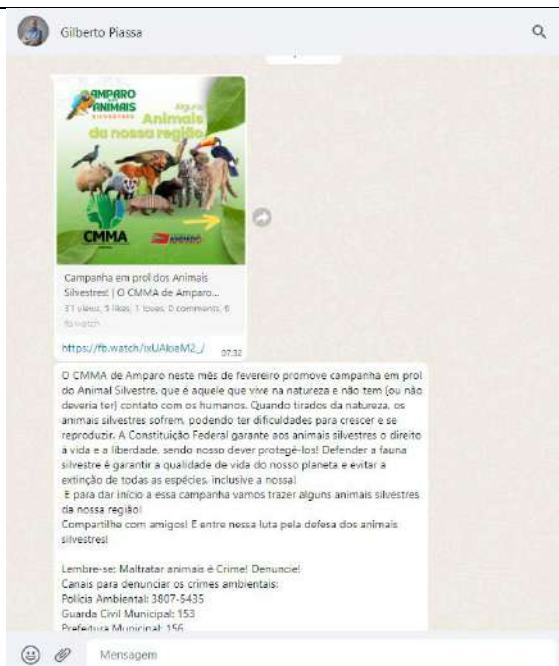 Gilberto Piassa
AMPARO
ANIMAIS
SILVESTRES
Alguns
Animais
da nossa região
CMMA
AMPARO
Campanha em prol dos Animais
Silvestres! | O CMMA de Amparo...
31 views, 5 likes, 1 loves, 0 comments, 6
fb.watch
07:32
O CMMA de Amparo neste mês de fevereiro promove campanha em prol
do Animal Silvestre, que é aquele que vive na natureza e não tem (ou não
deveria ter) contato com os humanos. Quando tirados da natureza, os
animais silvestres sofrem, podendo ter dificuldades para crescer e se
reproduzir. A Constituição Federal garante aos animais silvestres o direito
à vida e a liberdade, sendo nosso dever protegê-los! Defender a fauna
silvestre é garantir a qualidade de vida do nosso planeta e evitar a
extinção de todas as espécies, inclusive a nossa!
E para dar início a essa campanha vamos trazer alguns animais silvestres
da nossa região!
Compartilhe com amigos! E entre nessa luta pela defesa dos animais
silvestres!
Lembre-se: Maltratar animais é Crime! Denuncie!
Canais para denunciar os crimes ambientais:
Polícia Ambiental: 3807-5435
Guarda Civil Municipal: 153
Prefeitura Municipal: 156
Mensagem